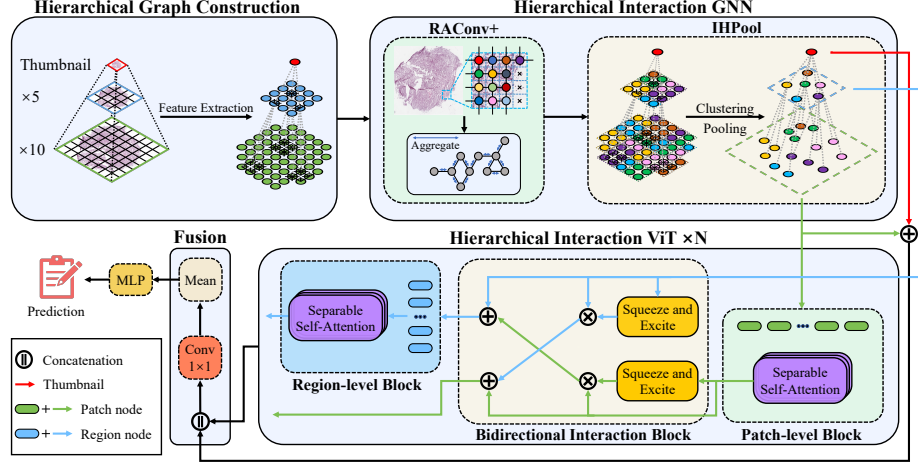 Hierarchical Graph Construction
Thumbnail
×5
×10
Feature Extraction
Hierarchical Interaction GNN
RAConv+
Aggregate
IHPool
Clustering
Pooling
Hierarchical Interaction ViT ×N
Separable
Self-Attention
Region-level Block
Squeeze and
Excite
Squeeze and
Excite
Bidirectional Interaction Block
Separable
Self-Attention
Patch-level Block
Fusion
Mean
Conv
1×1
MLP
Prediction
Concatenation
Thumbnail
Patch node
Region node